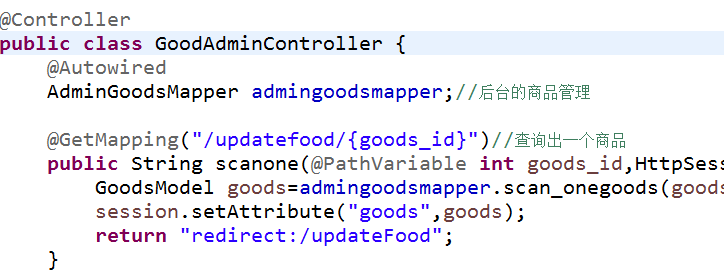 @Controller
public class GoodAdminController {
@Autowired
AdminGoodsMapper admingoodsmapper;//后台的商品管理
@GetMapping("/updatefood/{goods_id}")//查询出一个商品
public String scanone(@PathVariable int goods_id,HttpSess
GoodsModel goods=admingoodsmapper.scan_onegoods(goods
session.setAttribute("goods",goods);
return "redirect:/updateFood";
}